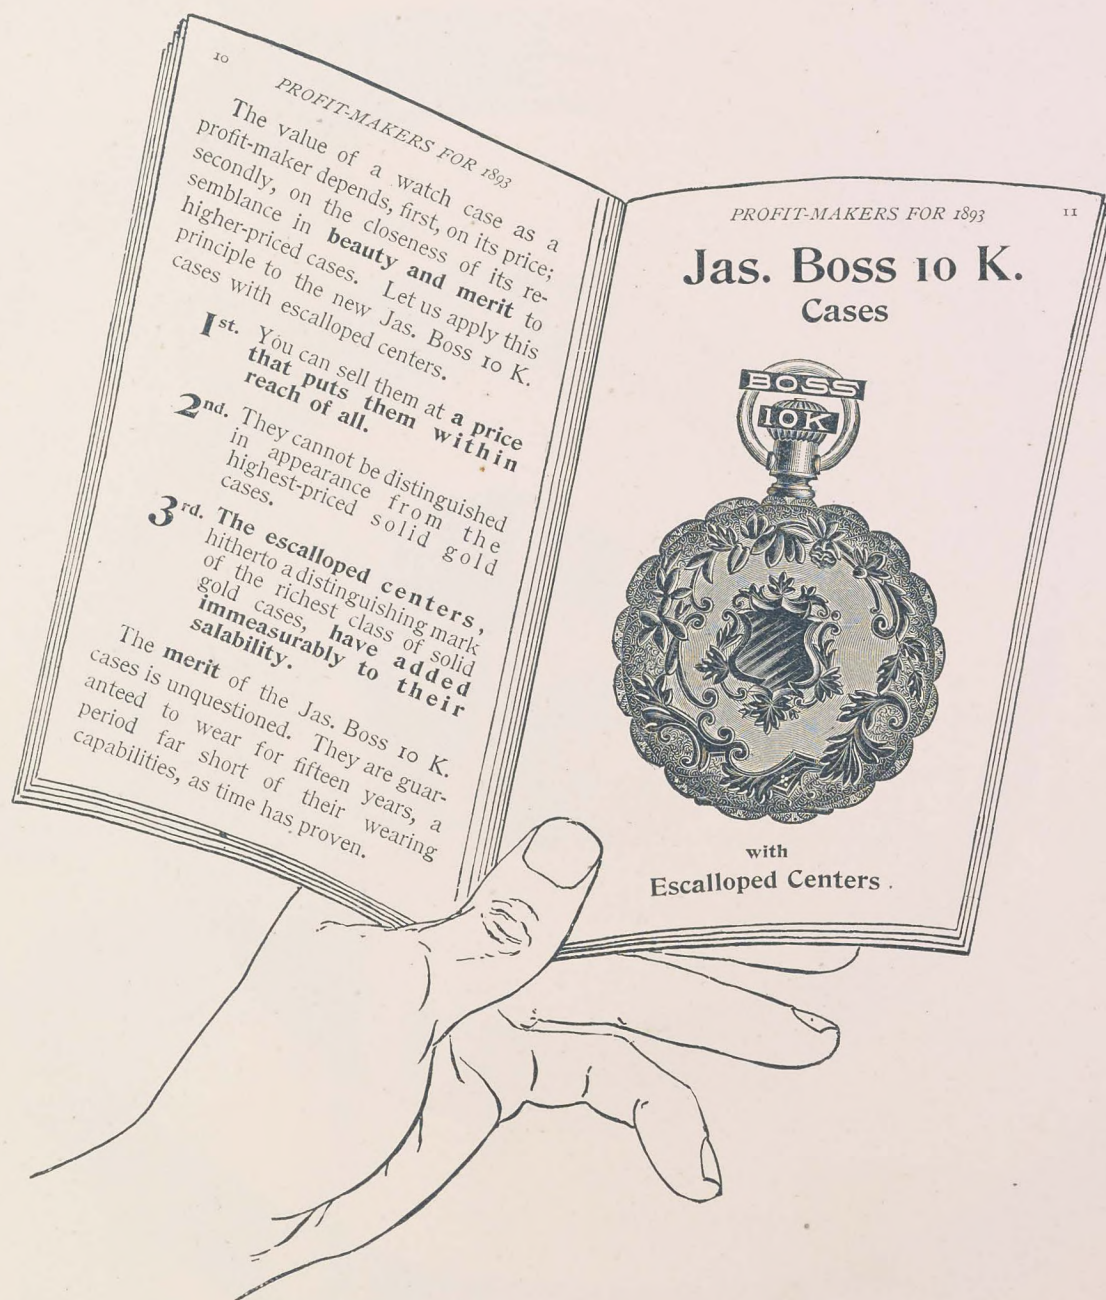 10
PROFIT-MAKERS FOR 1893
The value of a watch case as a
profit-maker depends, first, on its price;
secondly, on the closeness of its re-
semblance in beauty and merit to
higher-priced cases. Let us apply this
principle to the new Jas. Boss 10 K.
cases with escalloped centers.
1st. You can sell them at a price
that puts them within
reach of all.
2nd. They cannot be distinguished
in appearance from the
highest-priced solid gold
cases.
3rd. The escalloped centers,
hitherto a distinguishing mark
of the richest class of solid
gold cases, have added
immeasurably to their
salability.
The merit of the Jas. Boss 10 K.
cases is unquestioned. They are guar-
anteed to wear for fifteen years, a
period far short of their wearing
capabilities, as time has proven.
PROFIT-MAKERS FOR 1893
11
Jas. Boss 10 K.
Cases
BOSS
10K
with
Escalloped Centers.